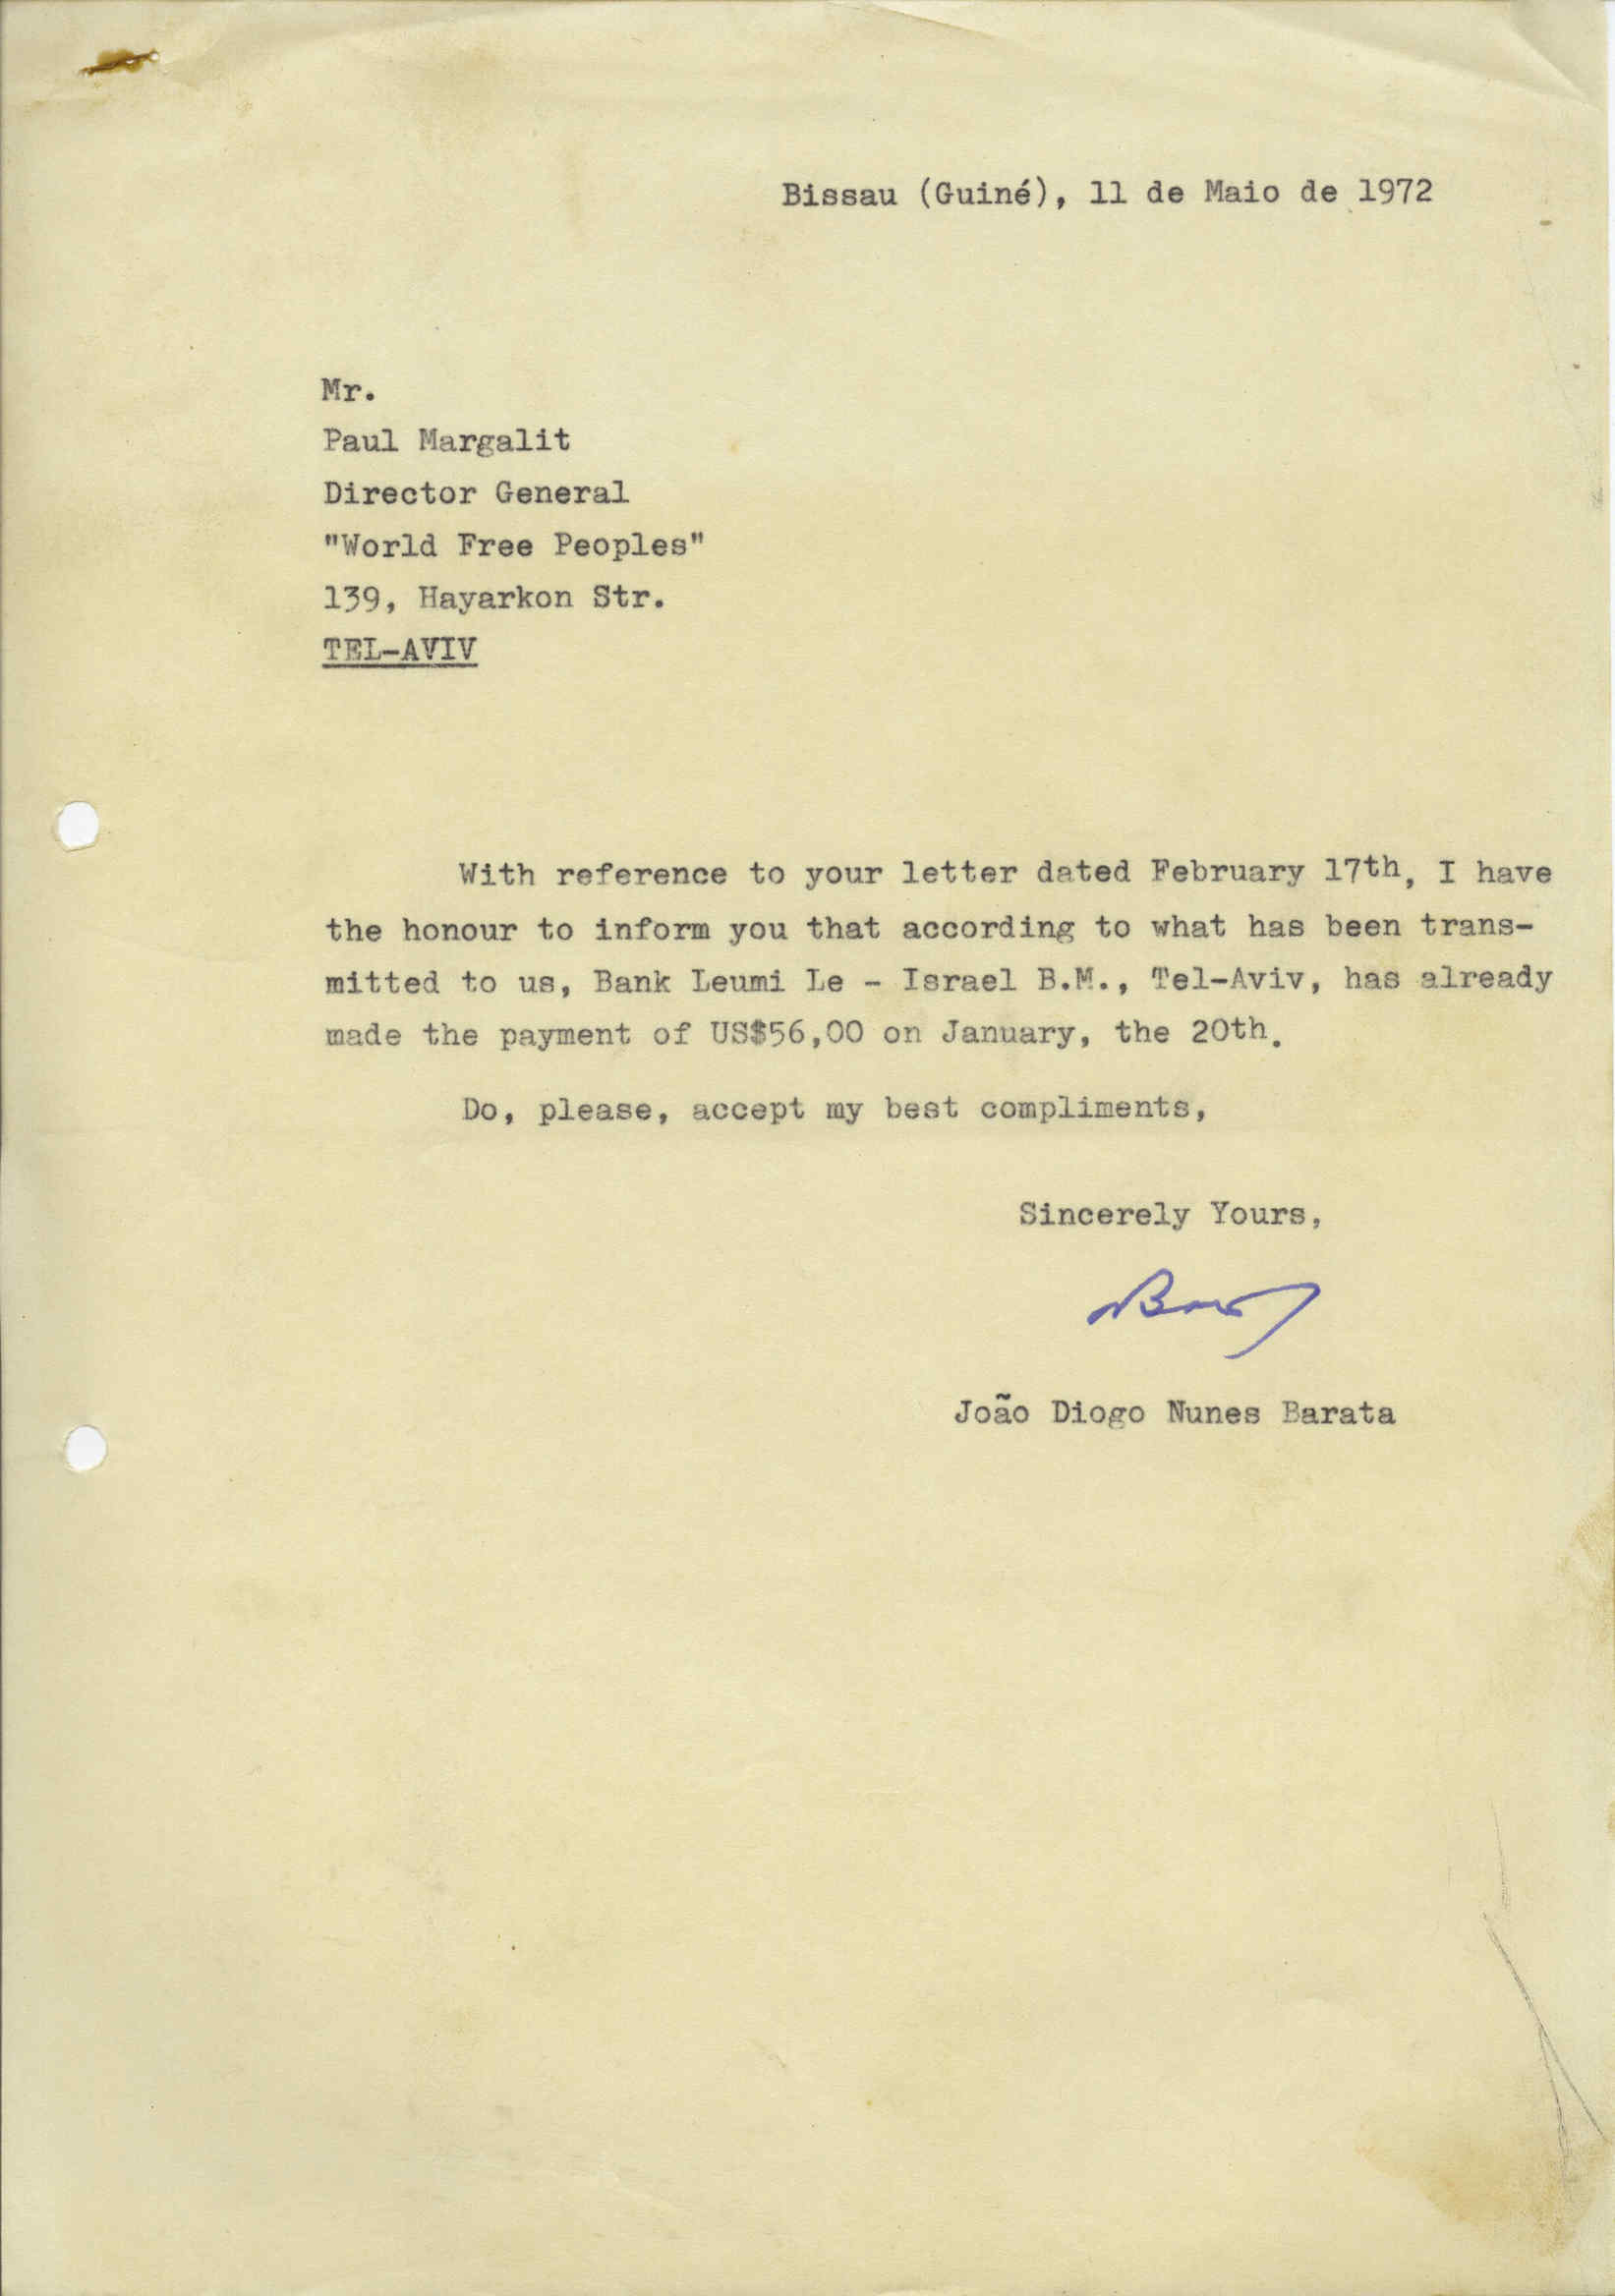 Bissau (Guiné), 11 de Maio de 1972
Mr.
Paul Margalit
Director General
"World Free Peoples"
139, Hayarkon Str.
TEL-AVIV
With reference to your letter dated February 17th, I have
the honour to inform you that according to what has been trans-
mitted to us, Bank Leumi Le - Israel B.M., Tel-Aviv, has already
made the payment of US$56,00 on January, the 20th.
Do, please, accept my best compliments,
Sincerely Yours,
João Diogo Nunes Barata